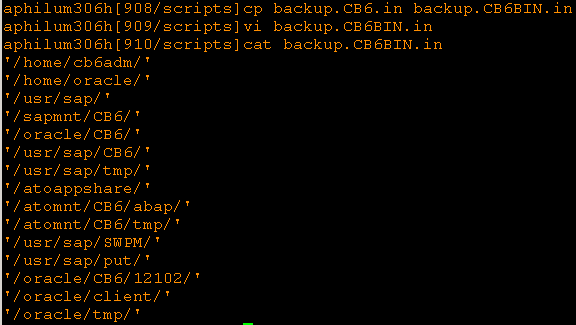 aphilum306h[908/scripts]cp backup.CB6.in backup.CB6BIN.in
aphilum306h[909/scripts]vi backup.CB6BIN.in
aphilum306h[910/scripts]cat backup.CB6BIN.in
'/home/cb6adm/'
'/home/oracle/'
'/usr/sap/'
'/sapmnt/CB6/'
'/oracle/CB6/'
'/usr/sap/CB6/'
'/usr/sap/tmp/'
'/atoappshare/'
'/atomnt/CB6/abap/'
'/atomnt/CB6/tmp/'
'/usr/sap/SWPM/'
'/usr/sap/put/'
'/oracle/CB6/12102/'
'/oracle/client/'
'/oracle/tmp/'